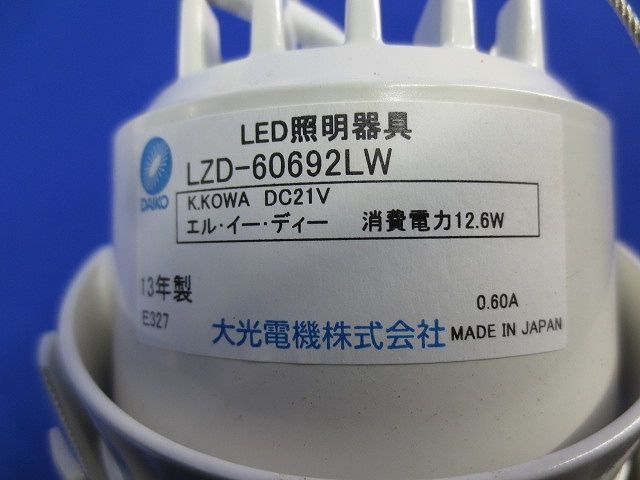 LED照明器具
DAIKO
LZD-60692LW
K.KOWA DC21V
エル・イー・ディー 消費電力12.6W
13年製
E327
0.60A
大光電機株式会社 MADE IN JAPAN